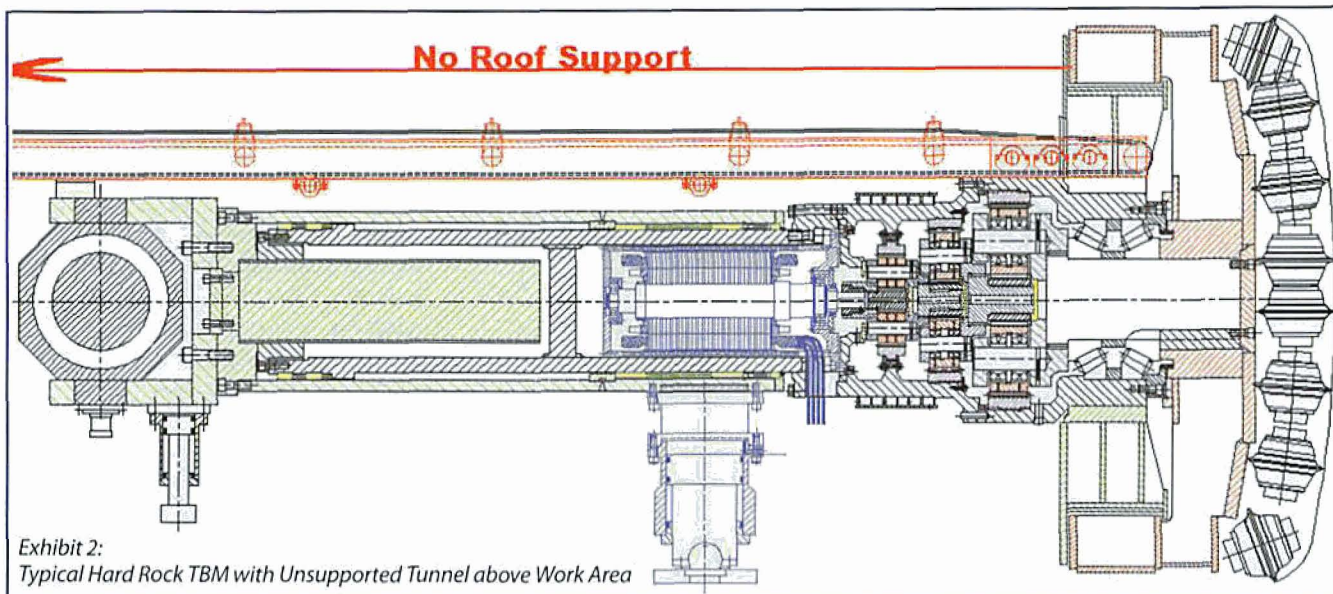 No Roof Support
Exhibit 2:
Typical Hard Rock TBM with Unsupported Tunnel above Work Area